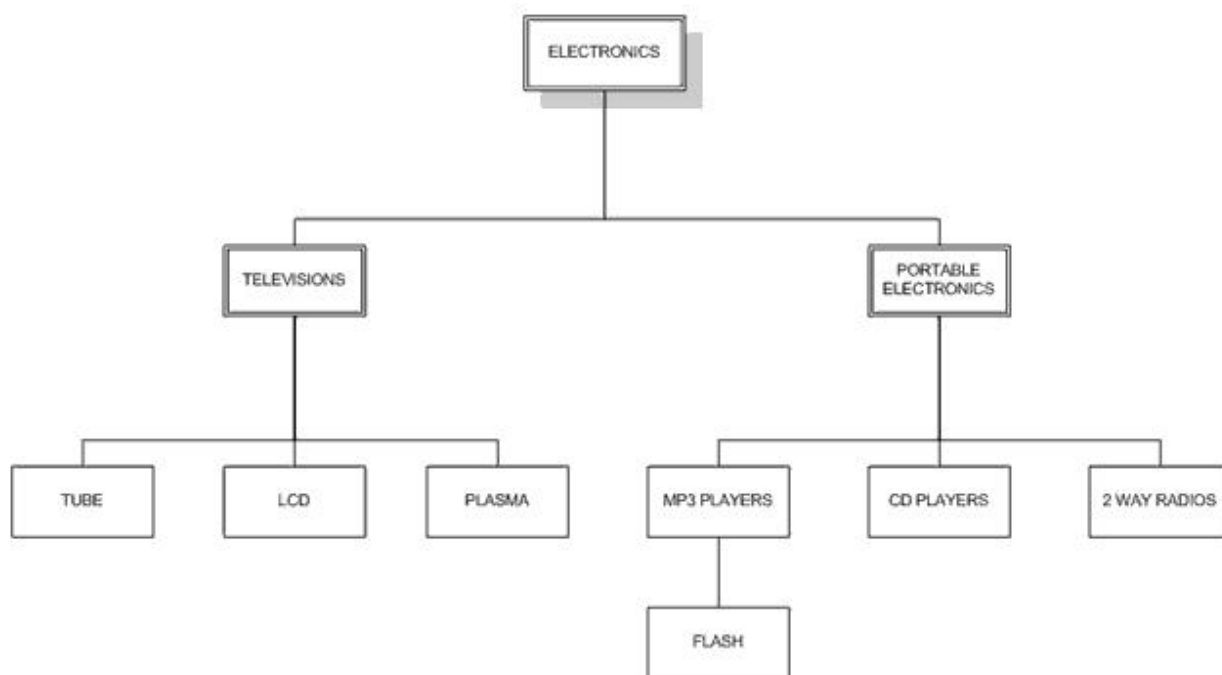 ELECTRONICS
TELEVISIONS
PORTABLE
ELECTRONICS
TUBE
LCD
PLASMA
MP3 PLAYERS
CD PLAYERS
2 WAY RADIOS
FLASH